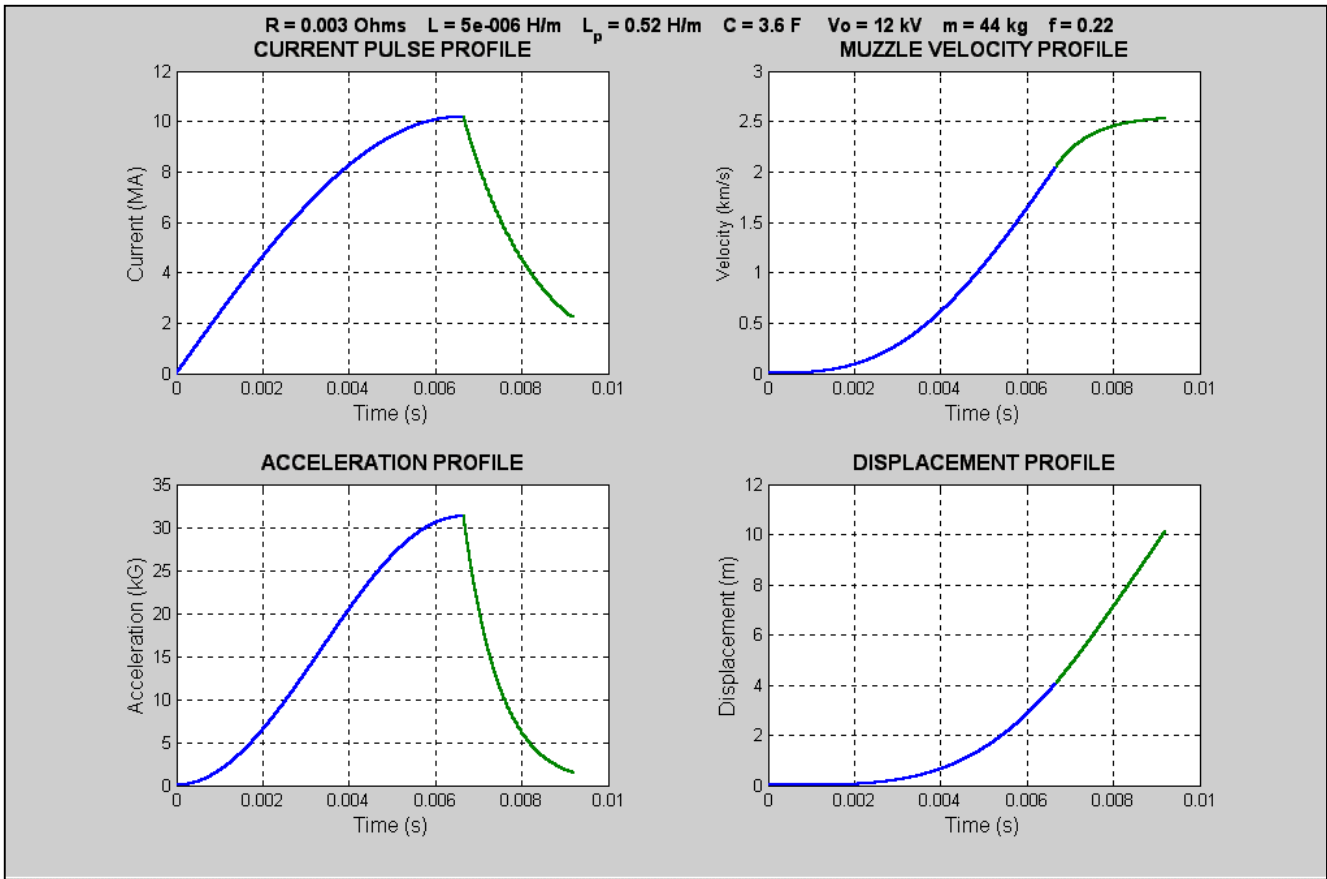 R = 0.003 Ohms L = 5e-006 H/m Lp = 0.52 H/m C = 3.6 F Vo = 12 kV m = 44 kg f = 0.22
CURRENT PULSE PROFILE
12
10
8
6
4
2
0
Current (MA)
0 0.002 0.004 0.006 0.008 0.01
Time (s)
MUZZLE VELOCITY PROFILE
3
2.5
2
1.5
1
0.5
0
Velocity (km/s)
0 0.002 0.004 0.006 0.008 0.01
Time (s)
ACCELERATION PROFILE
35
30
25
20
15
10
5
0
Acceleration (kG)
0 0.002 0.004 0.006 0.008 0.01
Time (s)
DISPLACEMENT PROFILE
12
10
8
6
4
2
0
Displacement (m)
0 0.002 0.004 0.006 0.008 0.01
Time (s)